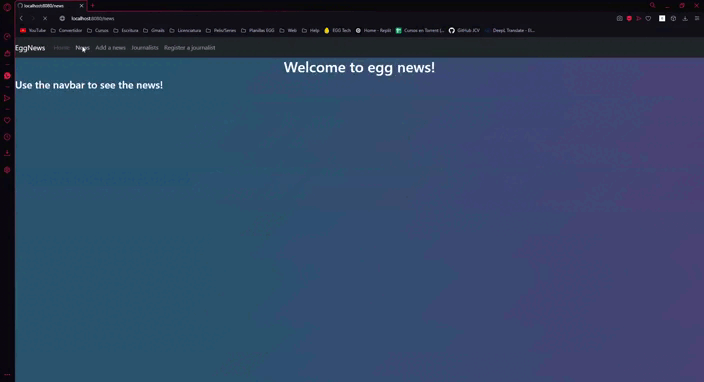 localhost:8080/news
localhost:8080/news
YouTube Convertidor Cursos Escritura Gmails Licenciatura Pelis/Series Planillas EGG Web Help EGG Tech Home - Replit Cursos en Torrent (... GitHub JCV DeepL Translate - El...
EggNews Home News Add a news Journalists Register a journalist
Welcome to egg news!
Use the navbar to see the news!